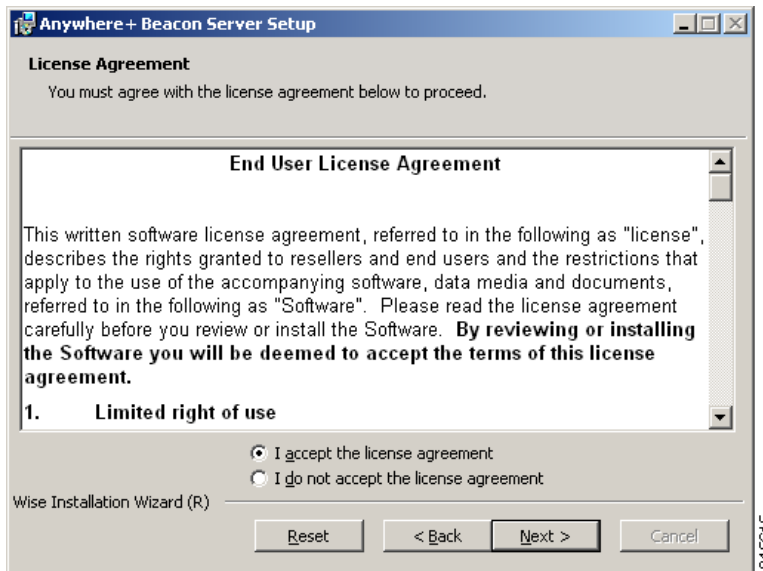 Anywhere+ Beacon Server Setup
License Agreement
You must agree with the license agreement below to proceed.
End User License Agreement
This written software license agreement, referred to in the following as "license",
describes the rights granted to resellers and end users and the restrictions that
apply to the use of the accompanying software, data media and documents,
referred to in the following as "Software".  Please read the license agreement
carefully before you review or install the Software.  By reviewing or installing
the Software you will be deemed to accept the terms of this license
agreement.
1. Limited right of use
I accept the license agreement
I do not accept the license agreement
Wise Installation Wizard (R)
Reset
< Back
Next >
Cancel